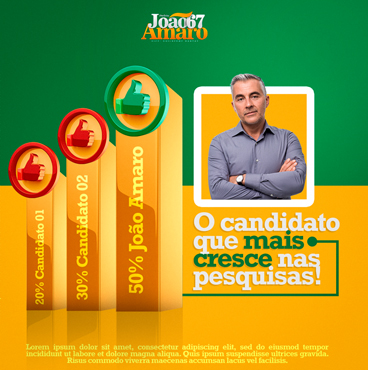 João67
Amaro
20% Candidato 01
30% Candidato 02
50% João Amaro
O candidato
que mais
cresce nas
pesquisas!
Lorem ipsum dolor sit amet, consectetur adipiscing elit, sed do eiusmod tempor
incididunt ut labore et dolore magna aliqua. Quis ipsum suspendisse ultrices gravida.
Risus commodo viverra maecenas accumsan lacus vel facilisis.